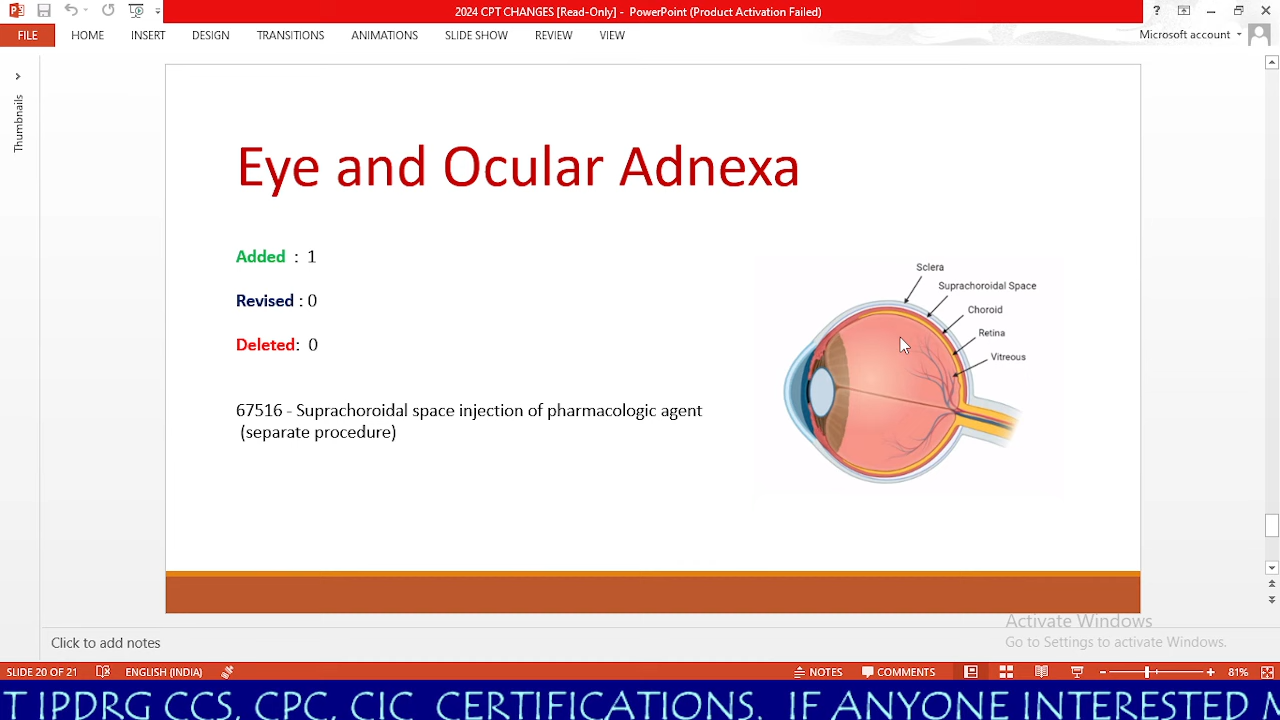 2024 CPT CHANGES [Read-Only] - PowerPoint (Product Activation Failed)
?
FILE HOME INSERT DESIGN TRANSITIONS ANIMATIONS SLIDE SHOW REVIEW VIEW
Microsoft account
Thumbnails
Eye and Ocular Adnexa
Added : 1
Revised : 0
Deleted: 0
67516 - Suprachoroidal space injection of pharmacologic agent
(separate procedure)
Sclera
Suprachoroidal Space
Choroid
Retina
Vitreous
Activate Windows
Go to Settings to activate Windows.
Click to add notes
SLIDE 20 OF 21 ENGLISH (INDIA) NOTES COMMENTS 81%
T IPDRG CCS, CPC, CIC CERTIFICATIONS. IF ANYONE INTERESTED M